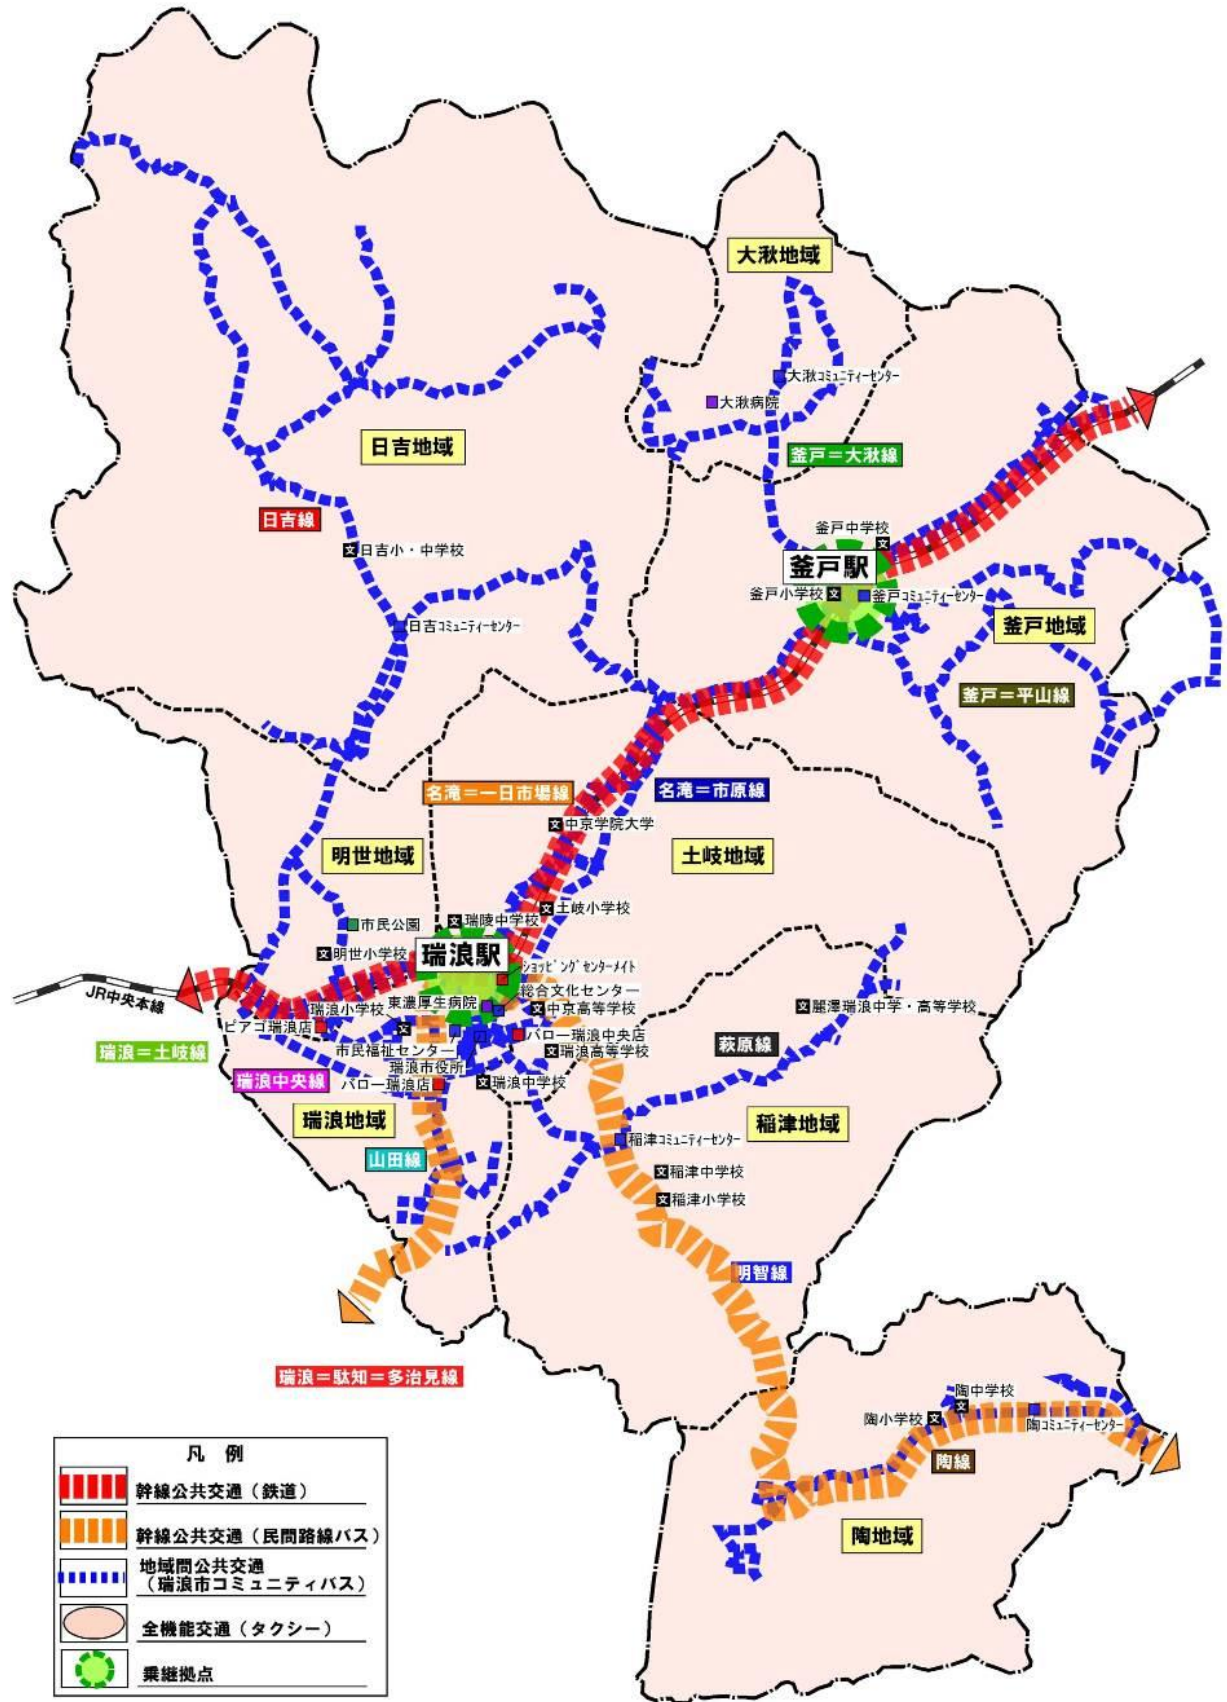 大湫地域
大湫コミュニティーセンター
大湫病院
日吉地域
釜戸＝大湫線
日吉線
釜戸中学校
日吉小・中学校
釜戸駅
釜戸小学校
釜戸コミュニティーセンター
日吉コミュニティーセンター
釜戸地域
釜戸＝平山線
名滝＝一日市場線
名滝＝市原線
中京学院大学
明世地域
土岐地域
土岐小学校
市民公園
瑞陵中学校
明世小学校
瑞浪駅
ショッピングセンターメイト
総合文化センター
JR中央本線
東濃厚生病院
瑞浪小学校
中京高等学校
麗澤瑞浪中学・高等学校
ピアゴ瑞浪店
バロー瑞浪中央店
瑞浪＝土岐線
市民福祉センター
瑞浪高等学校
萩原線
瑞浪市役所
瑞浪中央線
バロー瑞浪店
瑞浪中学校
瑞浪地域
稲津地域
稲津コミュニティーセンター
山田線
稲津中学校
稲津小学校
明智線
瑞浪＝駄知＝多治見線
陶中学校
陶小学校
陶コミュニティーセンター
陶線
陶地域
凡 例
幹線公共交通（鉄道）
幹線公共交通（民間路線バス）
地域間公共交通
（瑞浪市コミュニティバス）
全機能交通（タクシー）
乗継拠点